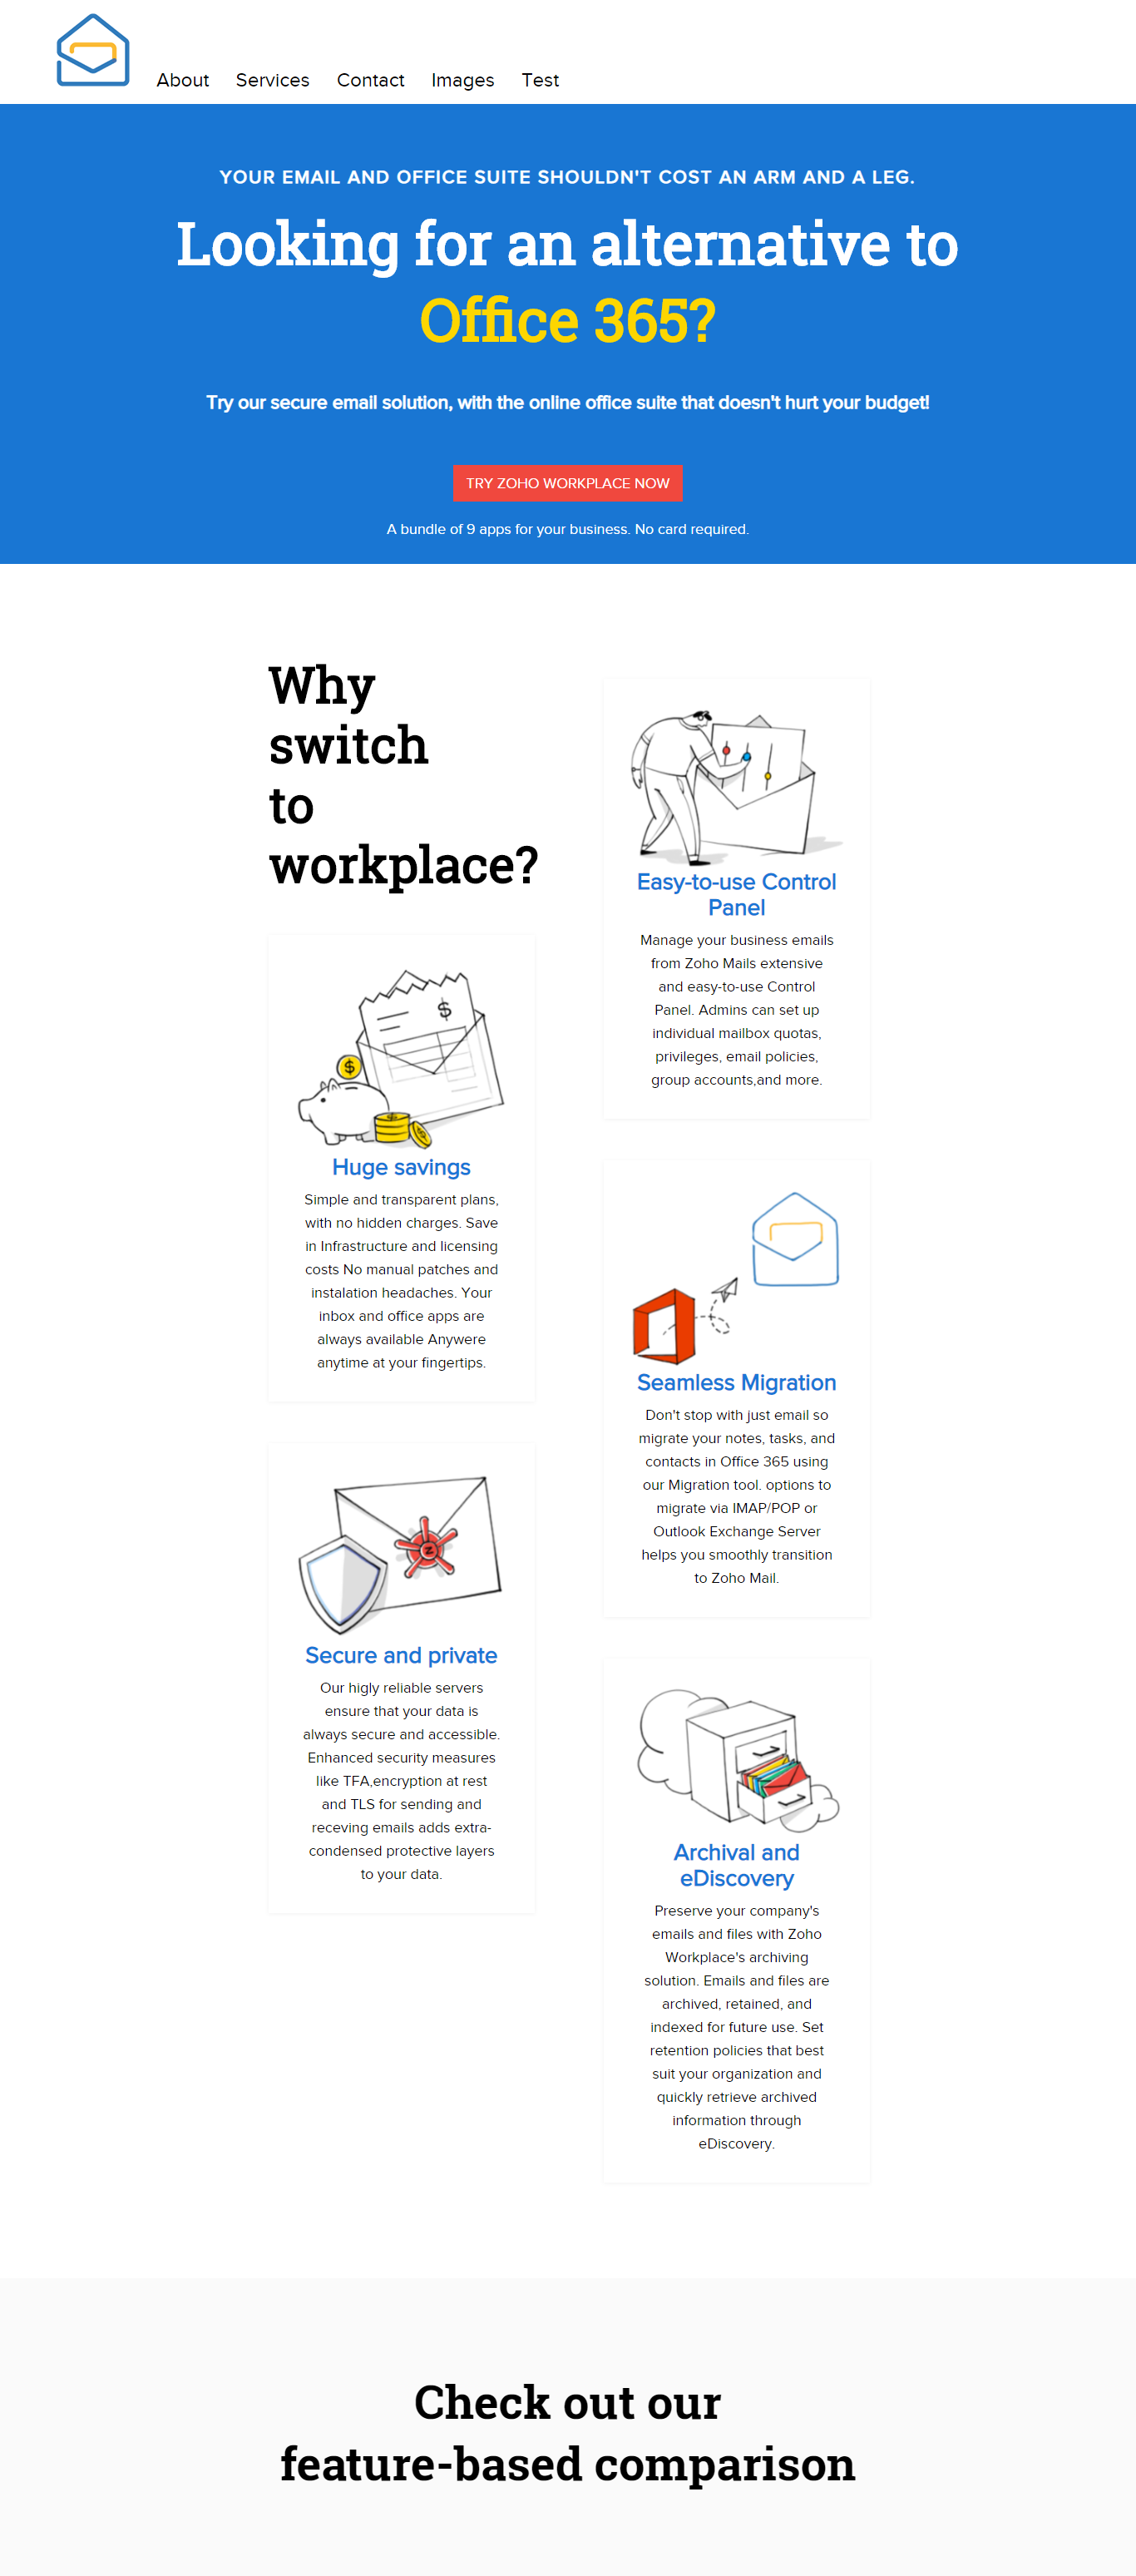 About Services Contact Images Test
YOUR EMAIL AND OFFICE SUITE SHOULDN'T COST AN ARM AND A LEG.
Looking for an alternative to
Office 365?
Try our secure email solution, with the online office suite that doesn't hurt your budget!
TRY ZOHO WORKPLACE NOW
A bundle of 9 apps for your business. No card required.
Why
switch
to
workplace?
$
$
$
Huge savings
Simple and transparent plans,
with no hidden charges. Save
in Infrastructure and licensing
costs No manual patches and
instalation headaches. Your
inbox and office apps are
always available Anywere
anytime at your fingertips.
Z
Secure and private
Our higly reliable servers
ensure that your data is
always secure and accessible.
Enhanced security measures
like TFA,encryption at rest
and TLS for sending and
receving emails adds extra-
condensed protective layers
to your data.
Easy-to-use Control
Panel
Manage your business emails
from Zoho Mails extensive
and easy-to-use Control
Panel. Admins can set up
individual mailbox quotas,
privileges, email policies,
group accounts,and more.
Seamless Migration
Don't stop with just email so
migrate your notes, tasks, and
contacts in Office 365 using
our Migration tool. options to
migrate via IMAP/POP or
Outlook Exchange Server
helps you smoothly transition
to Zoho Mail.
Archival and
eDiscovery
Preserve your company's
emails and files with Zoho
Workplace's archiving
solution. Emails and files are
archived, retained, and
indexed for future use. Set
retention policies that best
suit your organization and
quickly retrieve archived
information through
eDiscovery.
Check out our
feature-based comparison